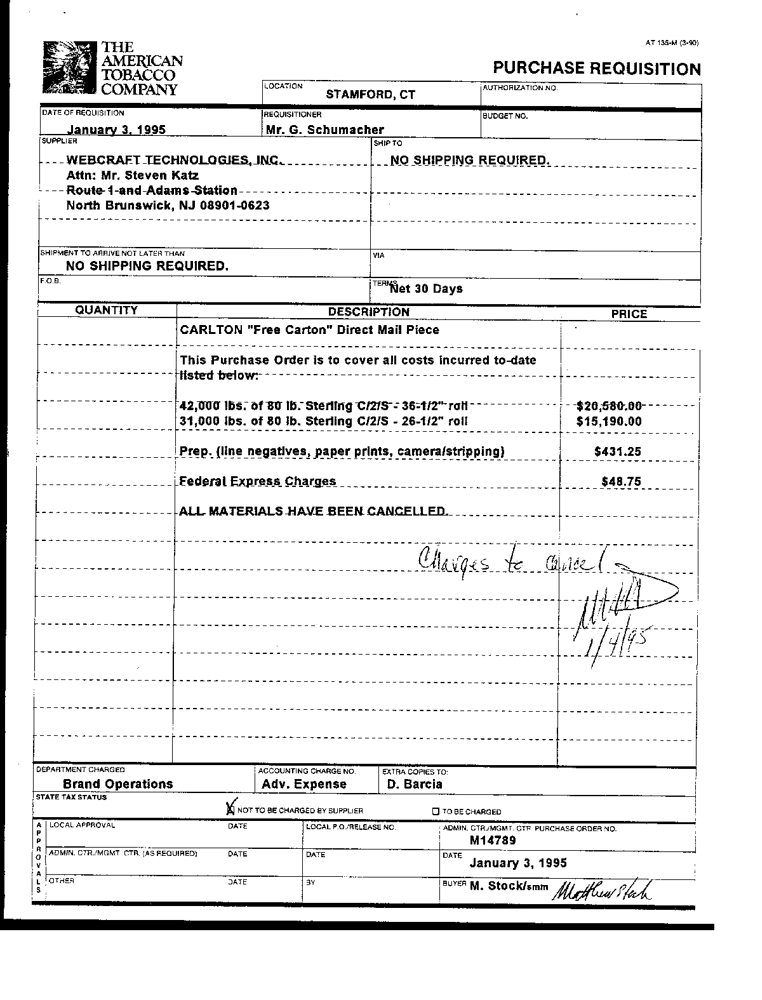 AT 135-M (3-90)
THE
AMERICAN
TOBACCO
COMPANY
PURCHASE REQUISITION
LOCATION
STAMFORD, CT
AUTHORIZATION NO.
DATE OF REQUISITION
January 3, 1995
REQUISITIONER
Mr. G. Schumacher
BUDGET NO.
SUPPLIER
WEBCRAFT TECHNOLOGIES, INC.
Attn: Mr. Steven Katz
Route 1 and Adams Station
North Brunswick, NJ 08901-0623
SHIP TO
NO SHIPPING REQUIRED.
SHIPMENT TO ARRIVE NOT LATER THAN
NO SHIPPING REQUIRED.
VIA
F.O.B.
TERMS
Net 30 Days
QUANTITY DESCRIPTION PRICE
CARLTON "Free Carton" Direct Mail Piece
This Purchase Order is to cover all costs incurred to-date
listed below:
42,000 lbs. of 80 lb. Sterling C/2/S - 36-1/2" roll $20,580.00
31,000 lbs. of 80 lb. Sterling C/2/S - 26-1/2" roll $15,190.00
Prep. (line negatives, paper prints, camera/stripping) $431.25
Federal Express Charges $48.75
ALL MATERIALS HAVE BEEN CANCELLED.
Charges to cancel
1/4/95
DEPARTMENT CHARGED
Brand Operations
ACCOUNTING CHARGE NO.
Adv. Expense
EXTRA COPIES TO:
D. Barcia
STATE TAX STATUS
X NOT TO BE CHARGED BY SUPPLIER
TO BE CHARGED
APPROVALS
LOCAL APPROVAL DATE
LOCAL P.O./RELEASE NO.
ADMIN. CTR./MGMT. CTR. PURCHASE ORDER NO.
M14789
ADMIN. CTR./MGMT. CTR. (AS REQUIRED) DATE
DATE
DATE
January 3, 1995
OTHER DATE
BY
BUYER M. Stock/smm Matthew Stock